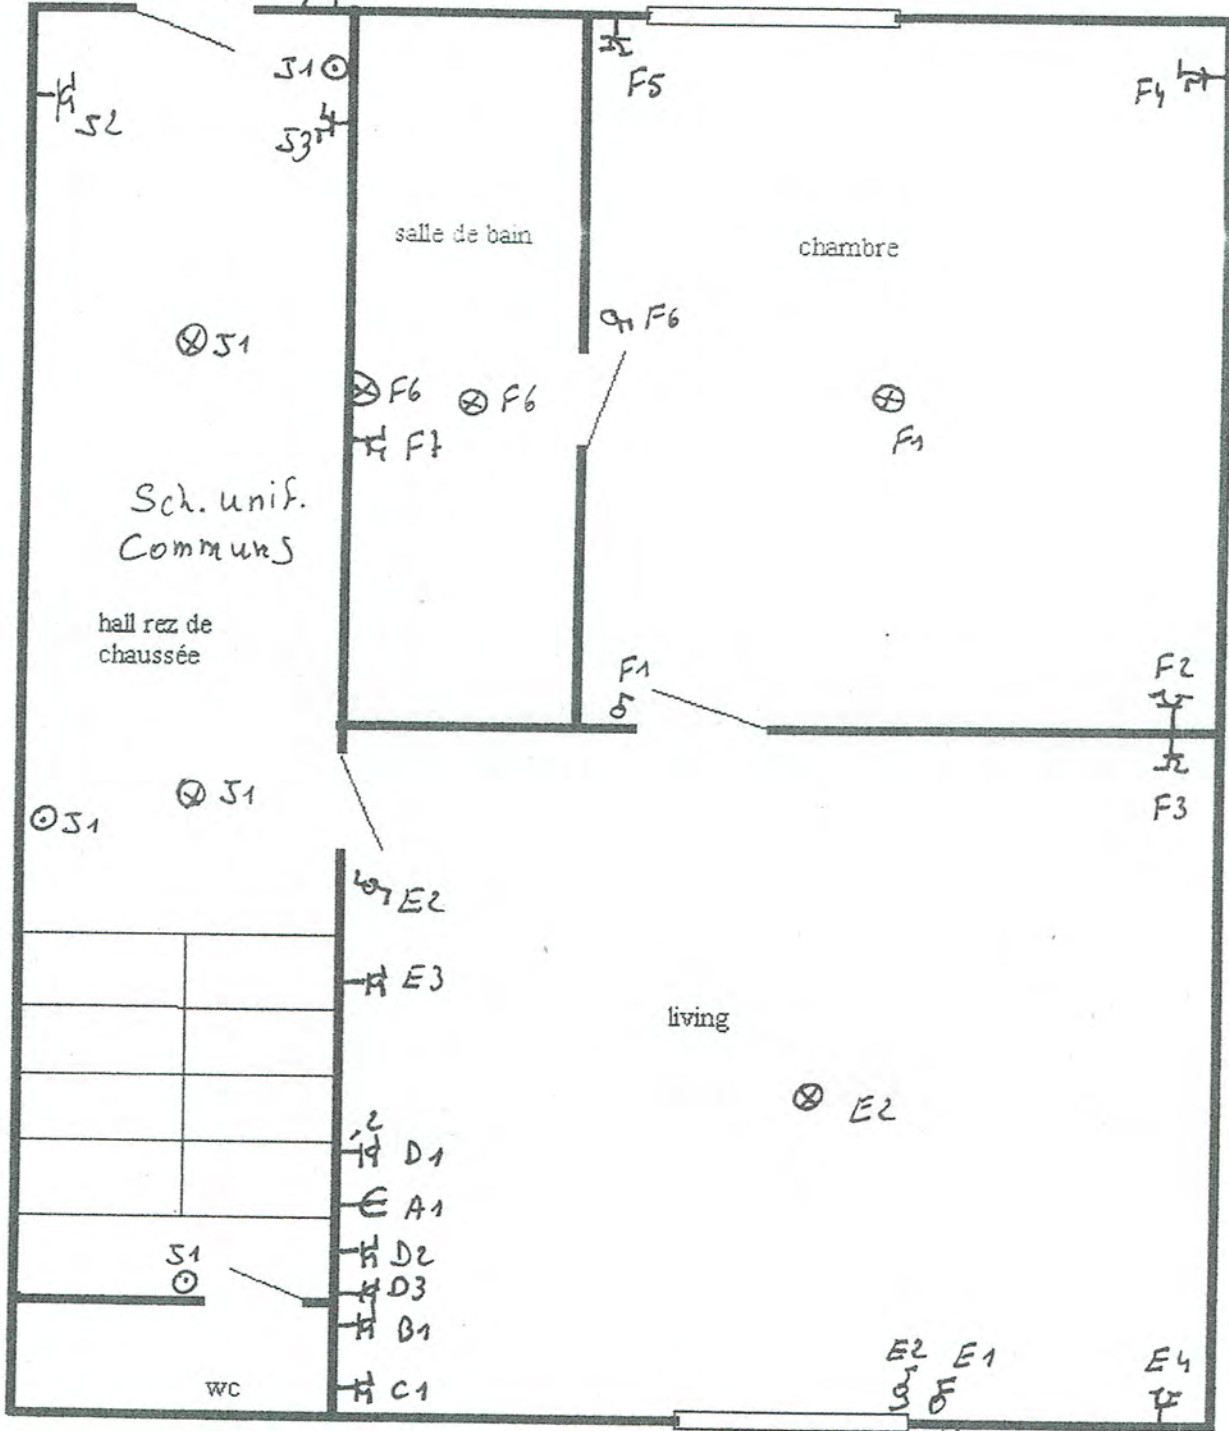 J1
F5
F4
J2
J3
salle de bain
chambre
F6
J1
F6
F6
F1
F7
Sch. unif.
Communs
hall rez de
chaussée
F1
F2
J1
F3
J1
E2
E3
living
E2
2
D1
A1
D2
J1
D3
B1
E2
E1
E4
wc
C1